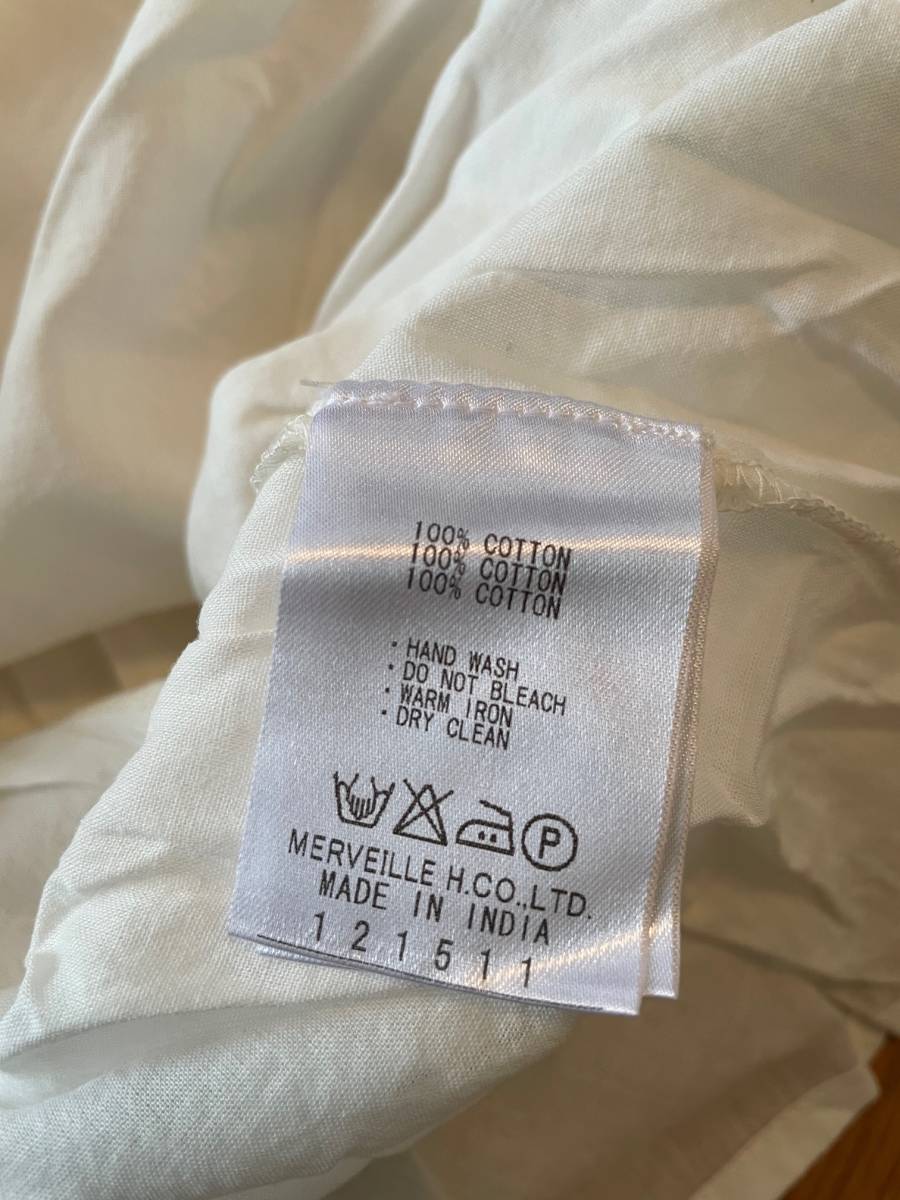 100% COTTON
100% COTTON
100% COTTON
· HAND WASH
· DO NOT BLEACH
· WARM IRON
· DRY CLEAN
P
MERVEILLE H.CO.,LTD.
MADE IN INDIA
121511